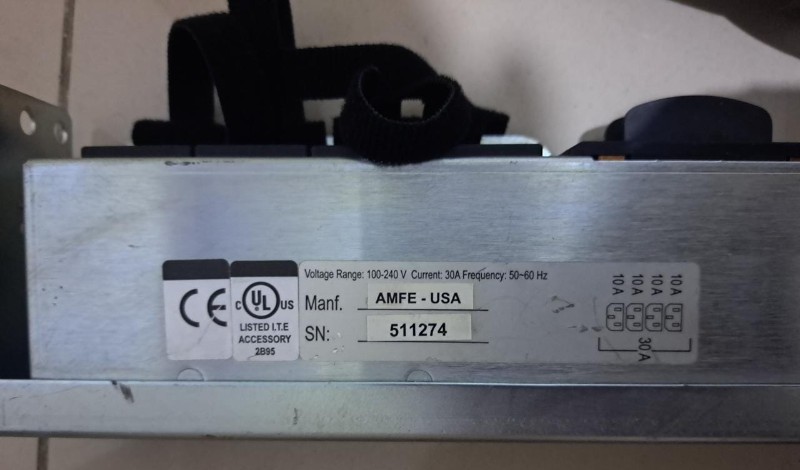 Voltage Range: 100-240 V Current: 30A Frequency: 50~60 Hz
CE
C UL US
LISTED I.T.E
ACCESSORY
2B95
Manf. AMFE - USA
SN: 511274
10A 10A 10A 10A
30A